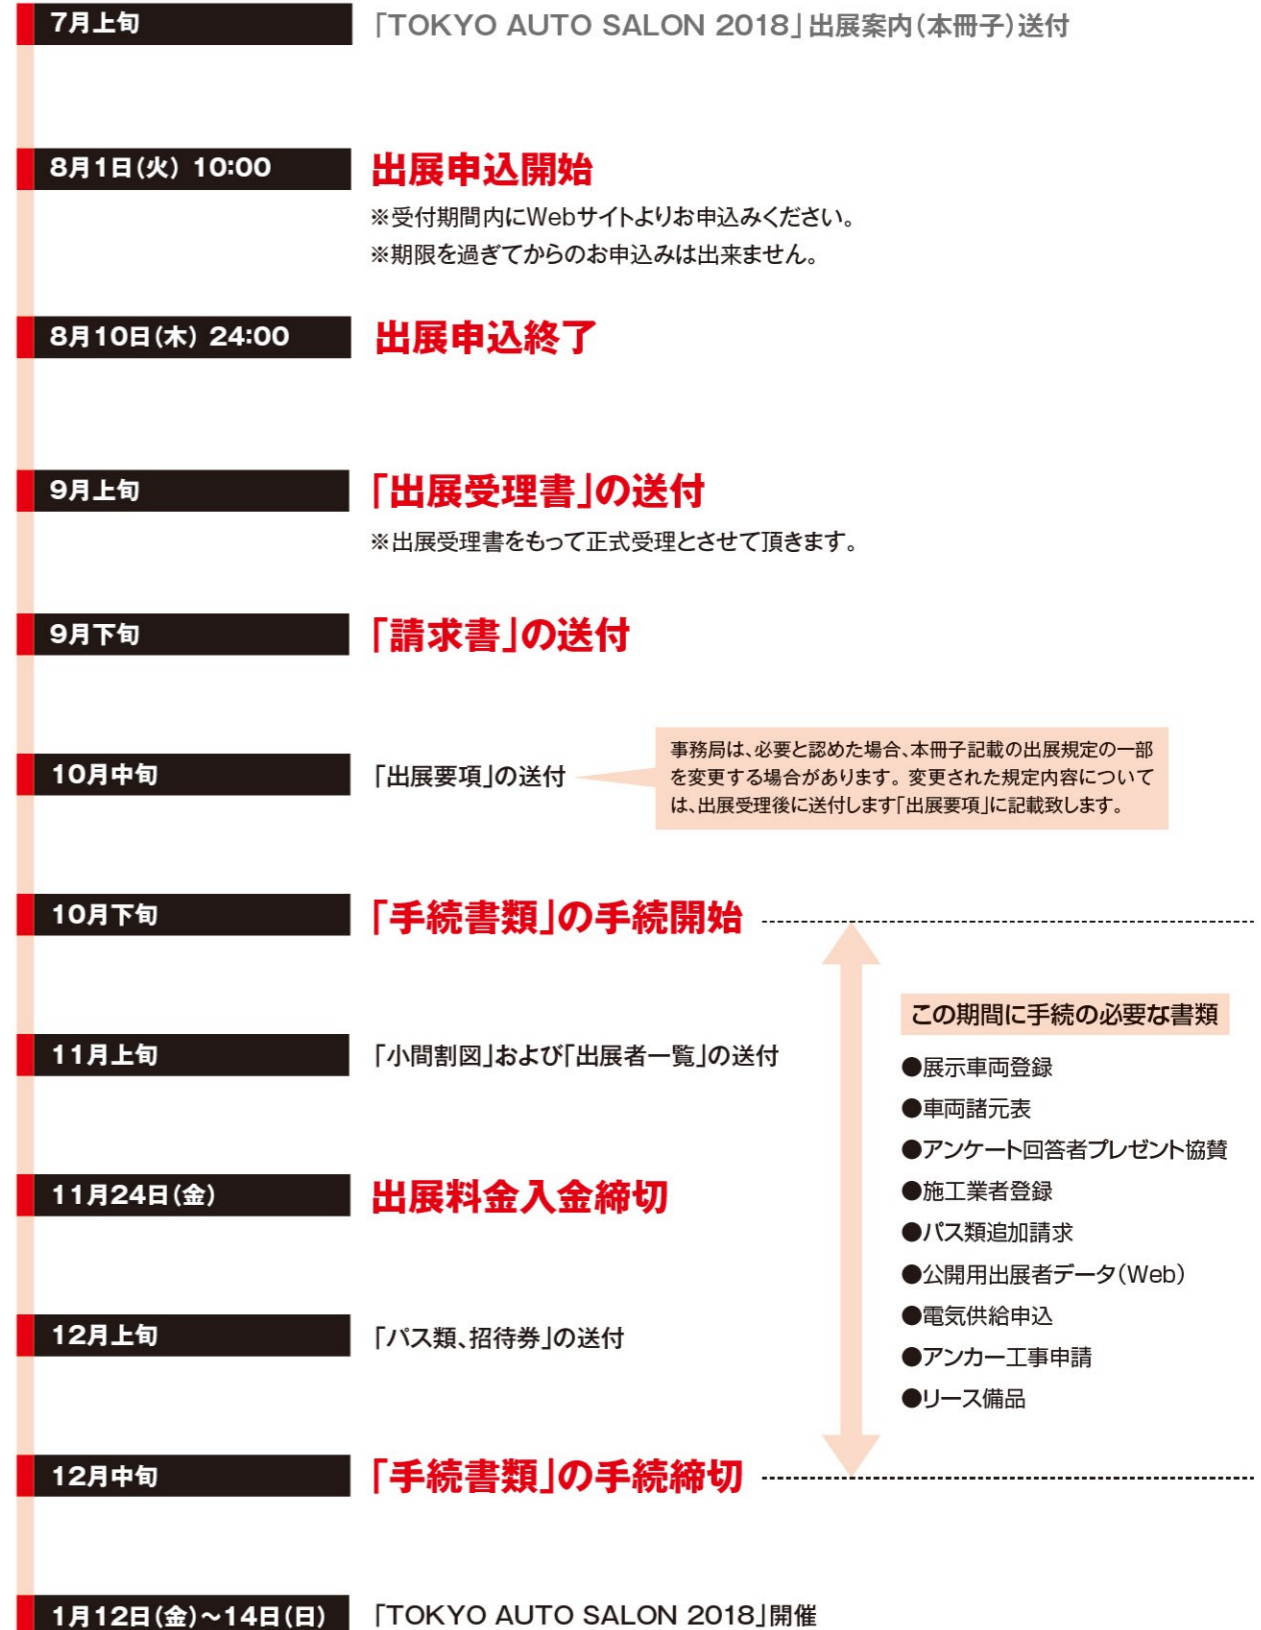 7月上旬
「TOKYO AUTO SALON 2018」出展案内(本冊子)送付
8月1日(火) 10:00
出展申込開始
※受付期間内にWebサイトよりお申込みください。
※期限を過ぎてからのお申込みは出来ません。
8月10日(木) 24:00
出展申込終了
9月上旬
「出展受理書」の送付
※出展受理書をもって正式受理とさせて頂きます。
9月下旬
「請求書」の送付
10月中旬
「出展要項」の送付
事務局は、必要と認めた場合、本冊子記載の出展規定の一部
を変更する場合があります。変更された規定内容について
は、出展受理後に送付します「出展要項」に記載致します。
10月下旬
「手続書類」の手続開始
11月上旬
「小間割図」および「出展者一覧」の送付
11月24日(金)
出展料金入金締切
12月上旬
「パス類、招待券」の送付
12月中旬
「手続書類」の手続締切
この期間に手続の必要な書類
●展示車両登録
●車両諸元表
●アンケート回答者プレゼント協賛
●施工業者登録
●パス類追加請求
●公開用出展者データ(Web)
●電気供給申込
●アンカー工事申請
●リース備品
1月12日(金)〜14日(日)
「TOKYO AUTO SALON 2018」開催